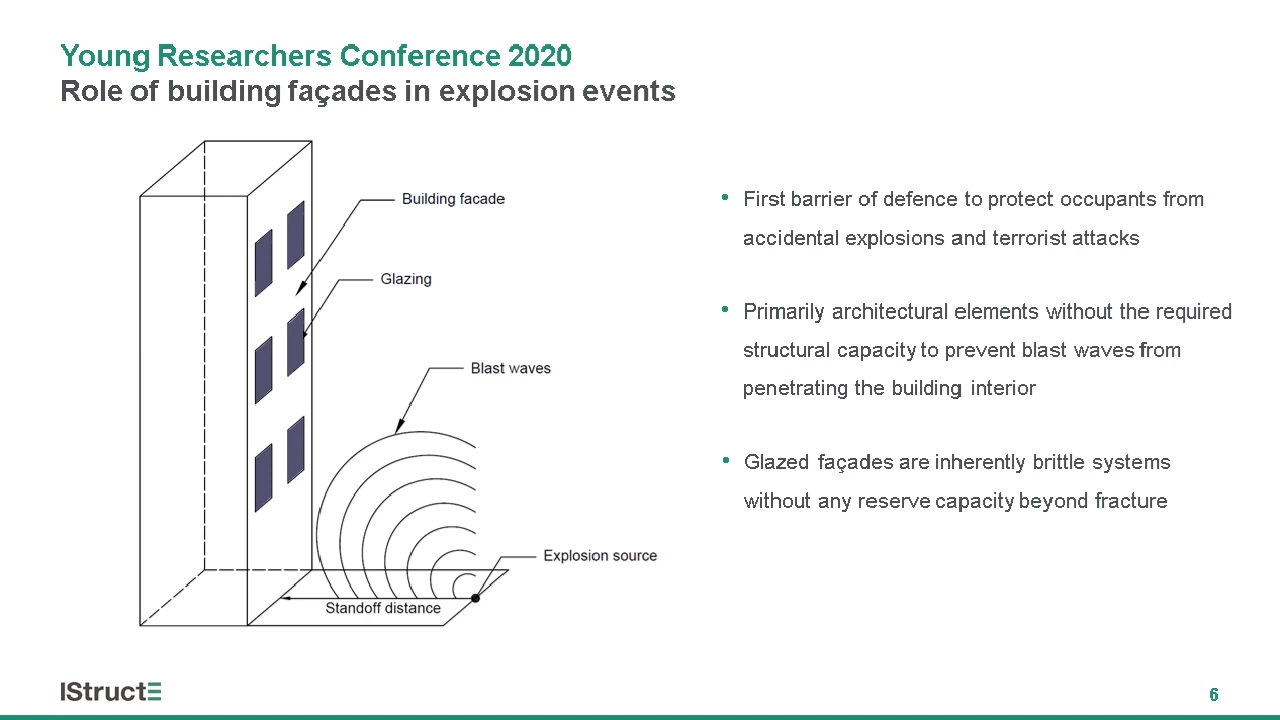 Young Researchers Conference 2020
Role of building façades in explosion events
Building facade
Glazing
Blast waves
Explosion source
Standoff distance
• First barrier of defence to protect occupants from
accidental explosions and terrorist attacks
• Primarily architectural elements without the required
structural capacity to prevent blast waves from
penetrating the building interior
• Glazed façades are inherently brittle systems
without any reserve capacity beyond fracture
IStructE
6